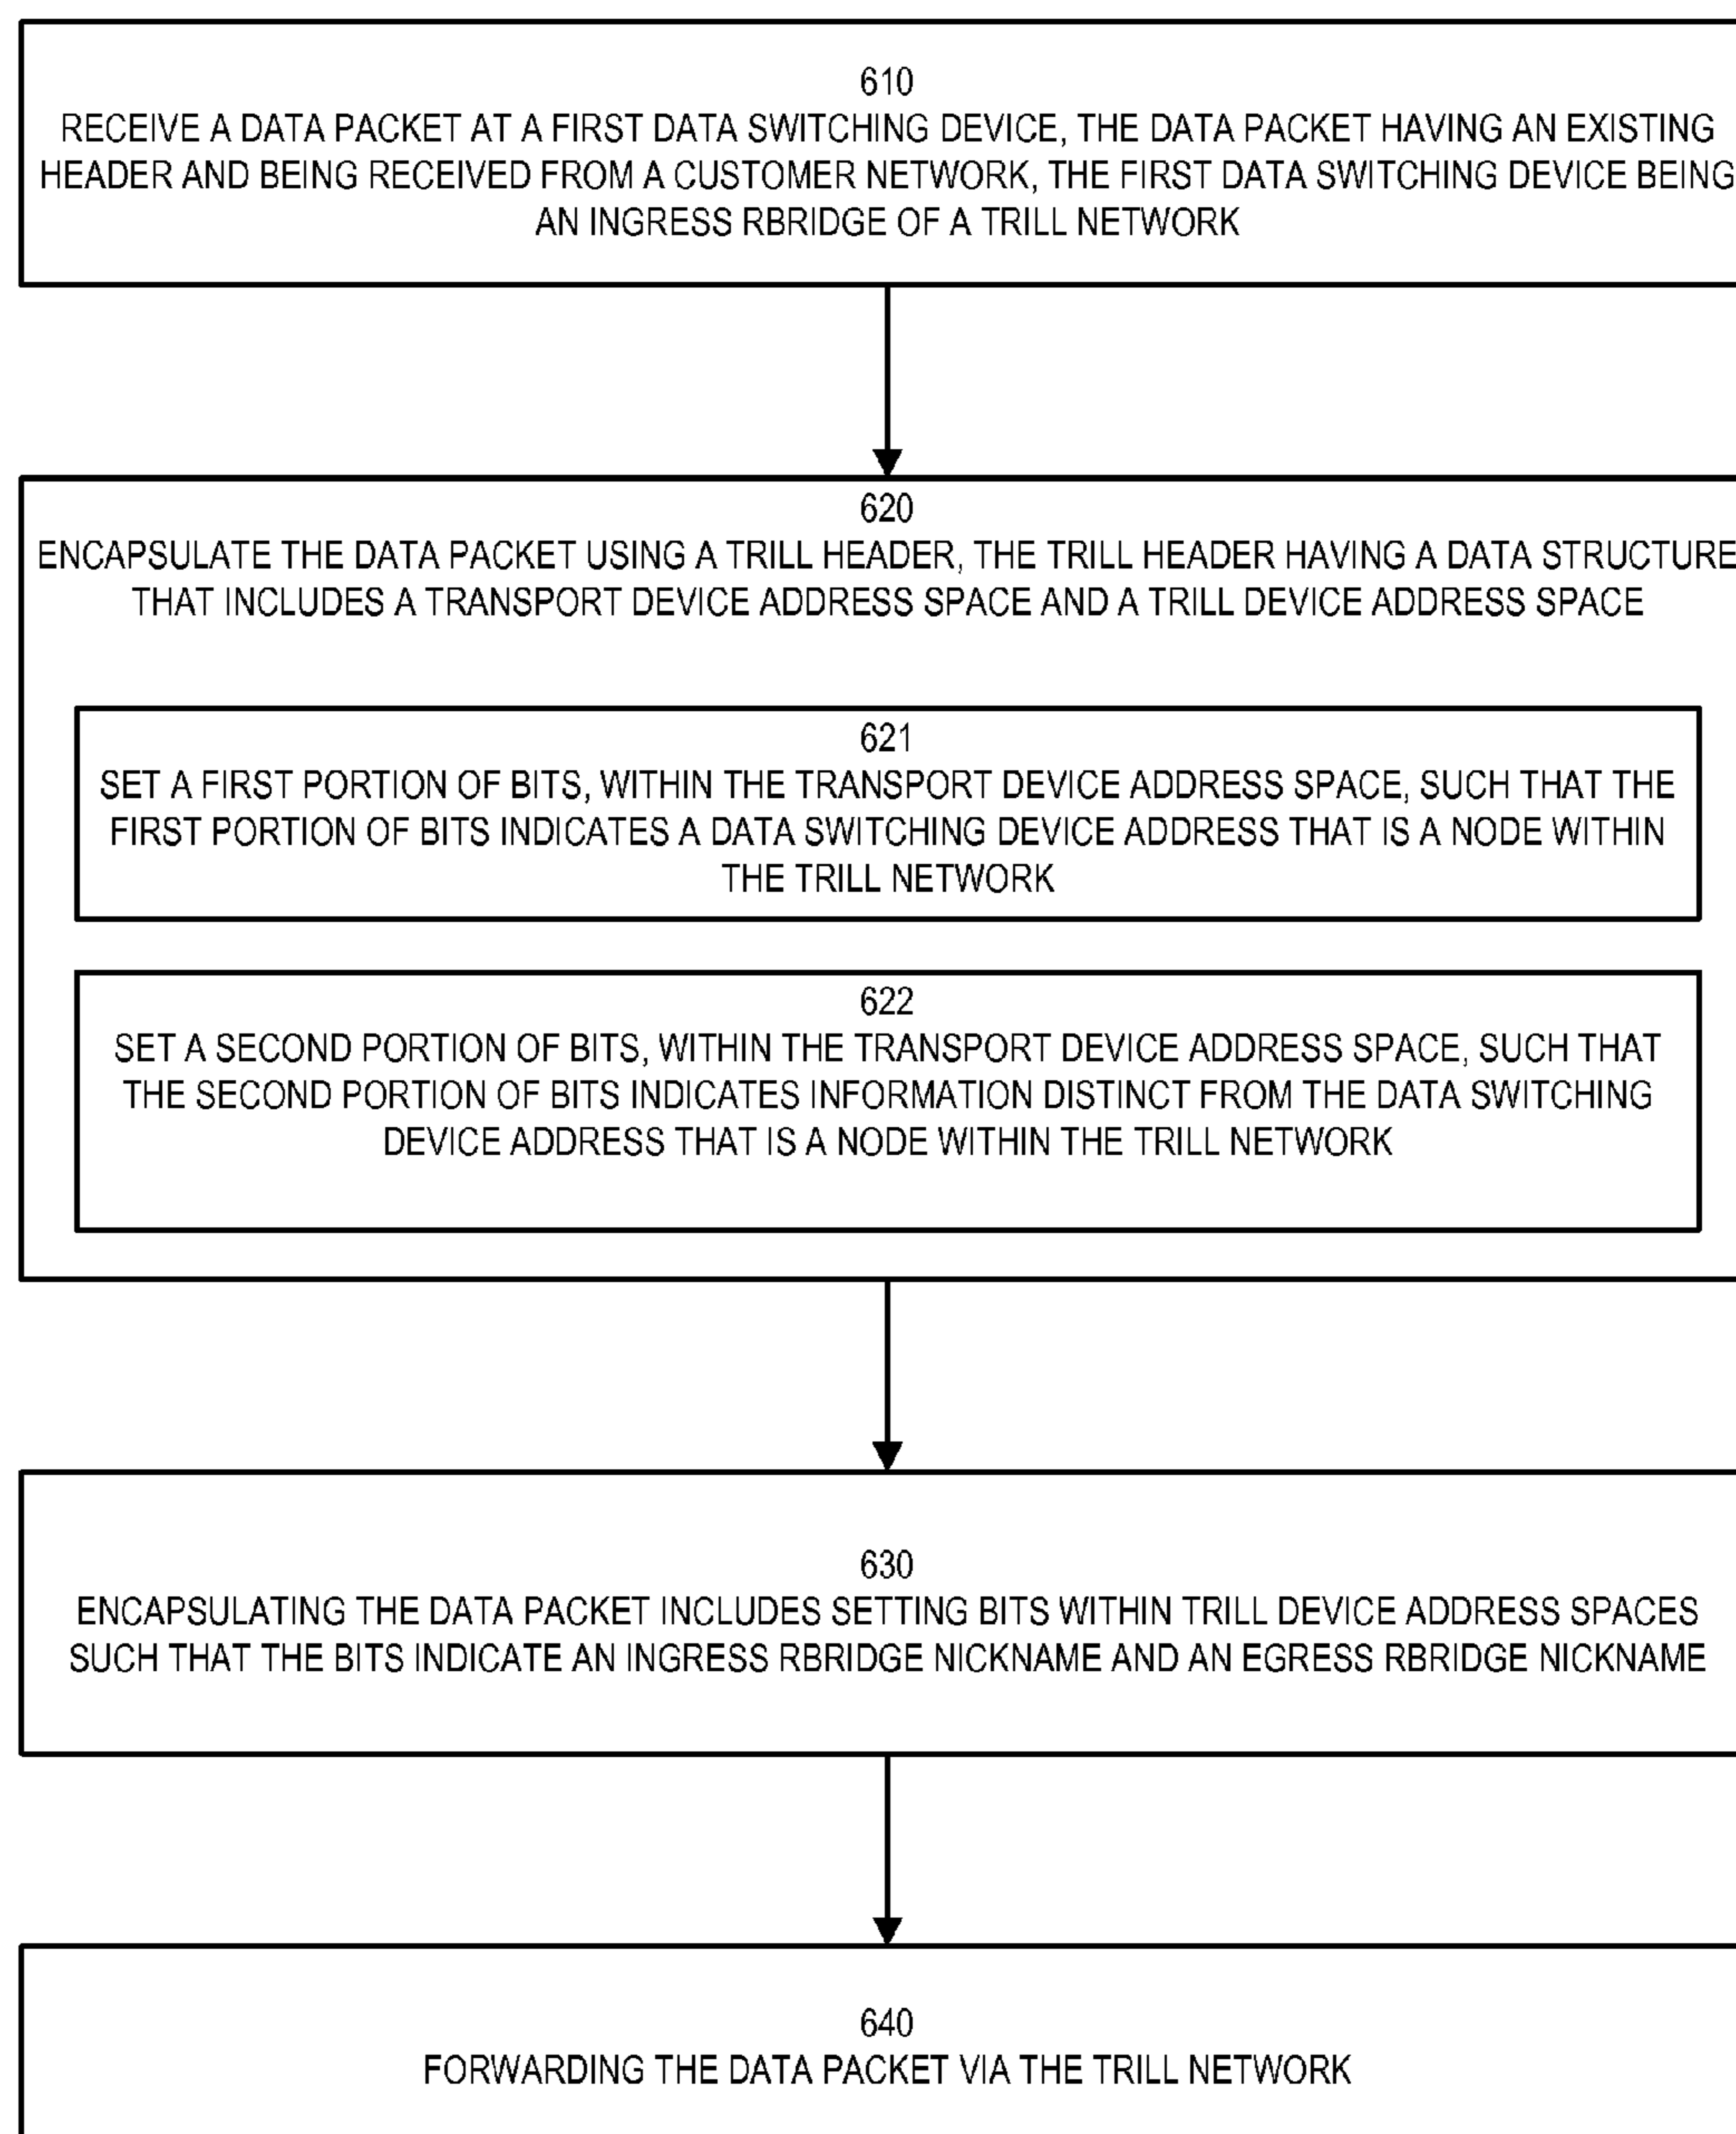 610
RECEIVE A DATA PACKET AT A FIRST DATA SWITCHING DEVICE, THE DATA PACKET HAVING AN EXISTING
HEADER AND BEING RECEIVED FROM A CUSTOMER NETWORK, THE FIRST DATA SWITCHING DEVICE BEING
AN INGRESS RBRIDGE OF A TRILL NETWORK
620
ENCAPSULATE THE DATA PACKET USING A TRILL HEADER, THE TRILL HEADER HAVING A DATA STRUCTURE
THAT INCLUDES A TRANSPORT DEVICE ADDRESS SPACE AND A TRILL DEVICE ADDRESS SPACE
621
SET A FIRST PORTION OF BITS, WITHIN THE TRANSPORT DEVICE ADDRESS SPACE, SUCH THAT THE
FIRST PORTION OF BITS INDICATES A DATA SWITCHING DEVICE ADDRESS THAT IS A NODE WITHIN
THE TRILL NETWORK
622
SET A SECOND PORTION OF BITS, WITHIN THE TRANSPORT DEVICE ADDRESS SPACE, SUCH THAT
THE SECOND PORTION OF BITS INDICATES INFORMATION DISTINCT FROM THE DATA SWITCHING
DEVICE ADDRESS THAT IS A NODE WITHIN THE TRILL NETWORK
630
ENCAPSULATING THE DATA PACKET INCLUDES SETTING BITS WITHIN TRILL DEVICE ADDRESS SPACES
SUCH THAT THE BITS INDICATE AN INGRESS RBRIDGE NICKNAME AND AN EGRESS RBRIDGE NICKNAME
640
FORWARDING THE DATA PACKET VIA THE TRILL NETWORK